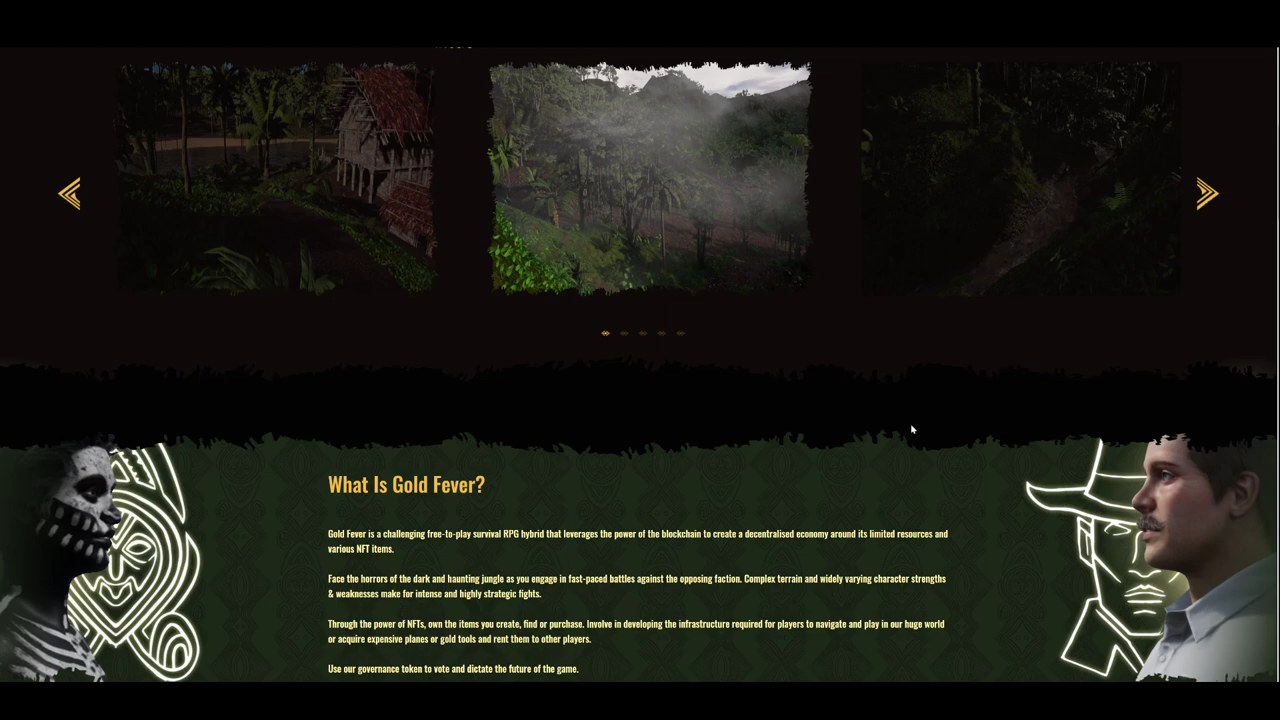 What Is Gold Fever?
Gold Fever is a challenging free-to-play survival RPG hybrid that leverages the power of the blockchain to create a decentralised economy around its limited resources and
various NFT items.
Face the horrors of the dark and haunting jungle as you engage in fast-paced battles against the opposing faction. Complex terrain and widely varying character strengths
& weaknesses make for intense and highly strategic fights.
Through the power of NFTs, own the items you create, find or purchase. Involve in developing the infrastructure required for players to navigate and play in our huge world
or acquire expensive planes or gold tools and rent them to other players.
Use our governance token to vote and dictate the future of the game.